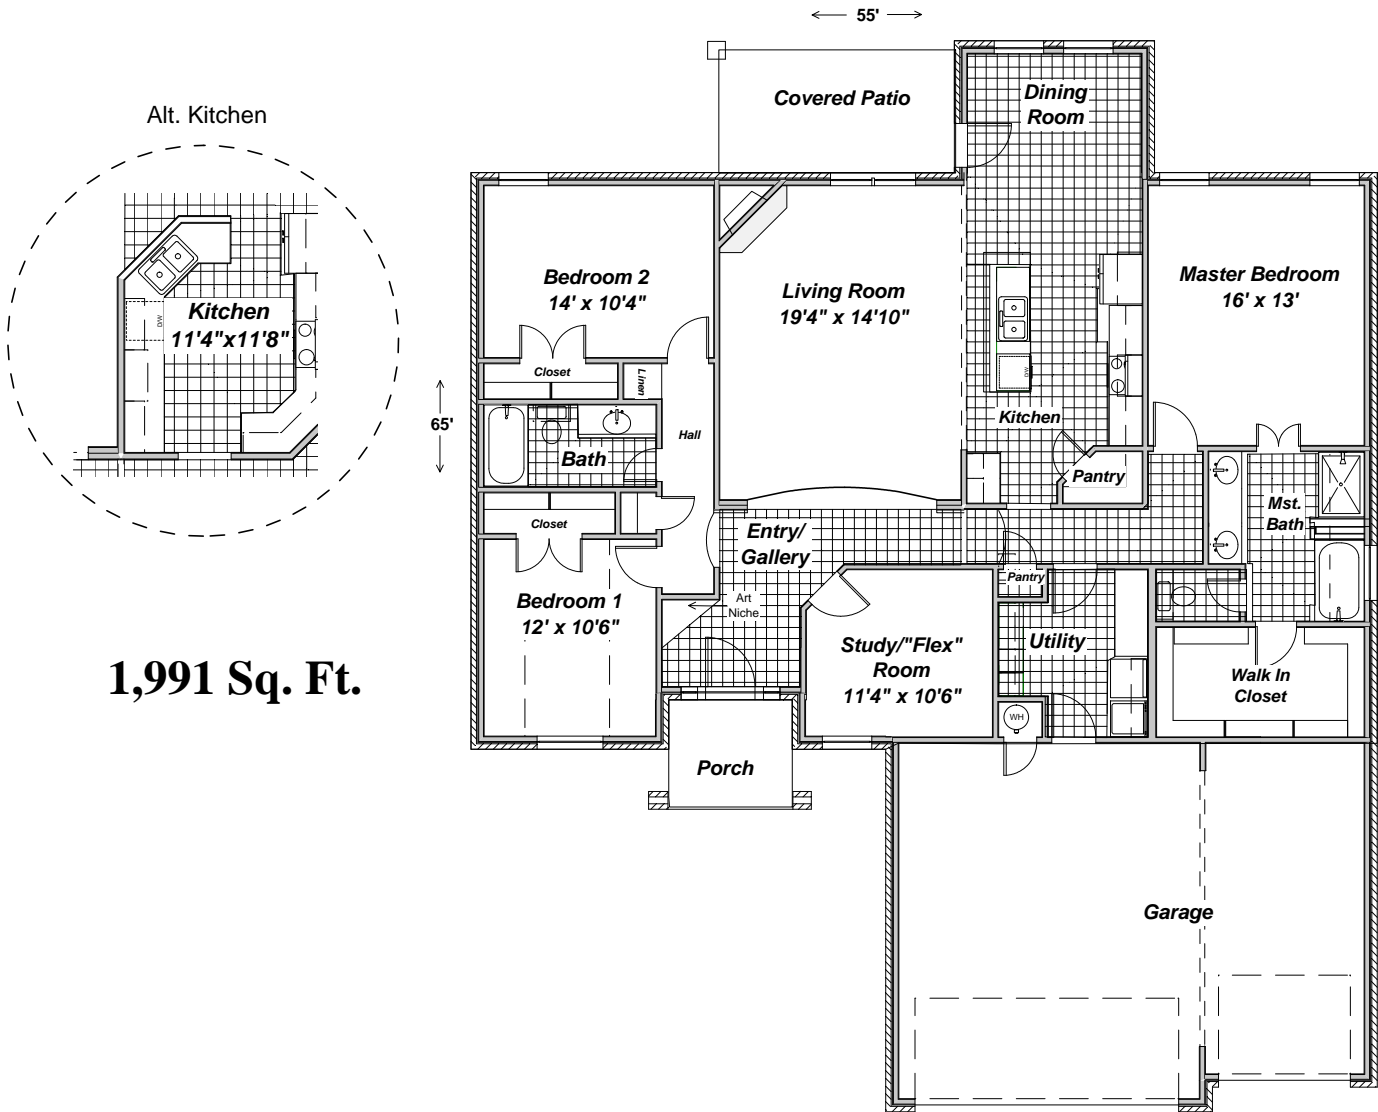 55'
Covered Patio
Dining
Room
Alt. Kitchen
Kitchen
11'4"x11'8"
D/W
Bedroom 2
14' x 10'4"
Living Room
19'4" x 14'10"
Master Bedroom
16' x 13'
Closet
Linen
D/W
65'
Hall
Kitchen
Bath
Pantry
Closet
Mst.
Bath
Entry/
Gallery
Pantry
Bedroom 1
12' x 10'6"
Art
Niche
Study/"Flex"
Room
11'4" x 10'6"
Utility
Walk In
Closet
1,991 Sq. Ft.
WH
Porch
Garage